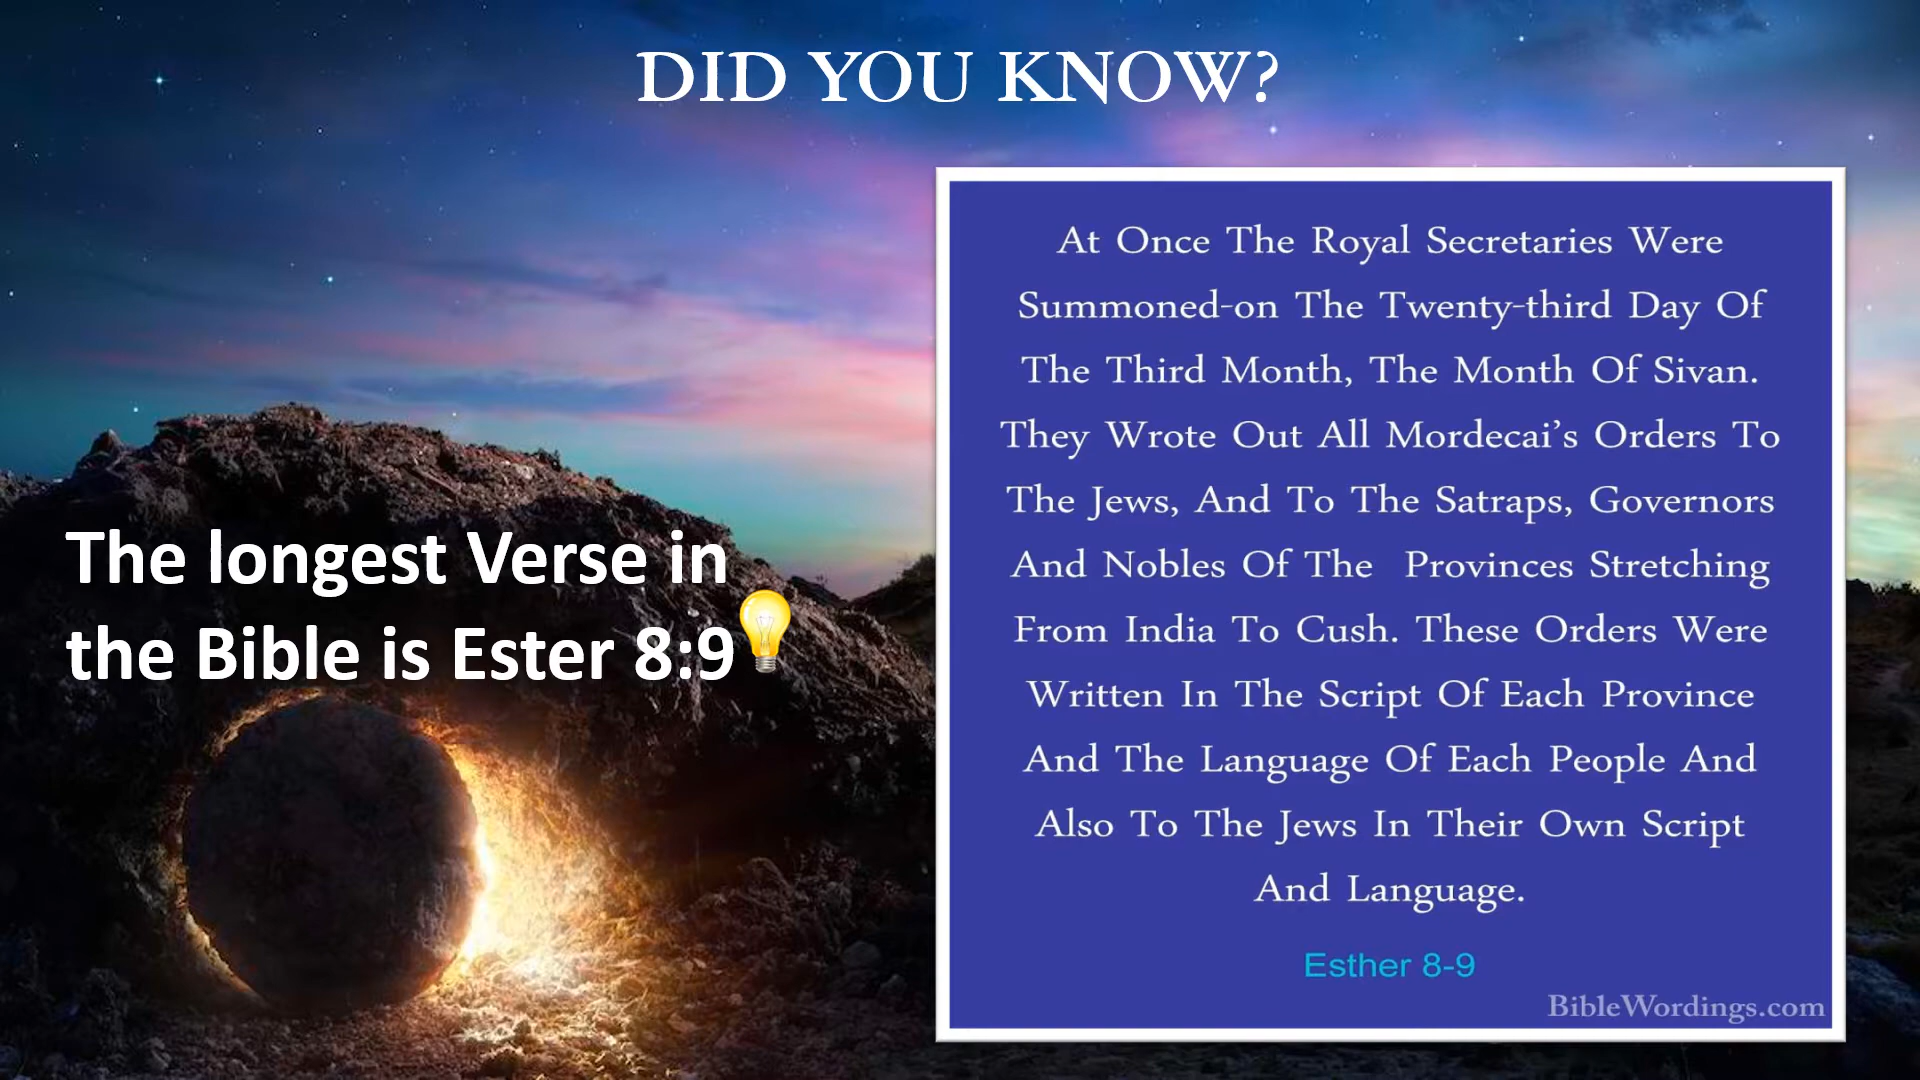 DID YOU KNOW?
The longest Verse in
the Bible is Ester 8:9
At Once The Royal Secretaries Were
Summoned-on The Twenty-third Day Of
The Third Month, The Month Of Sivan.
They Wrote Out All Mordecai’s Orders To
The Jews, And To The Satraps, Governors
And Nobles Of The Provinces Stretching
From India To Cush. These Orders Were
Written In The Script Of Each Province
And The Language Of Each People And
Also To The Jews In Their Own Script
And Language.
Esther 8-9
BibleWordings.com